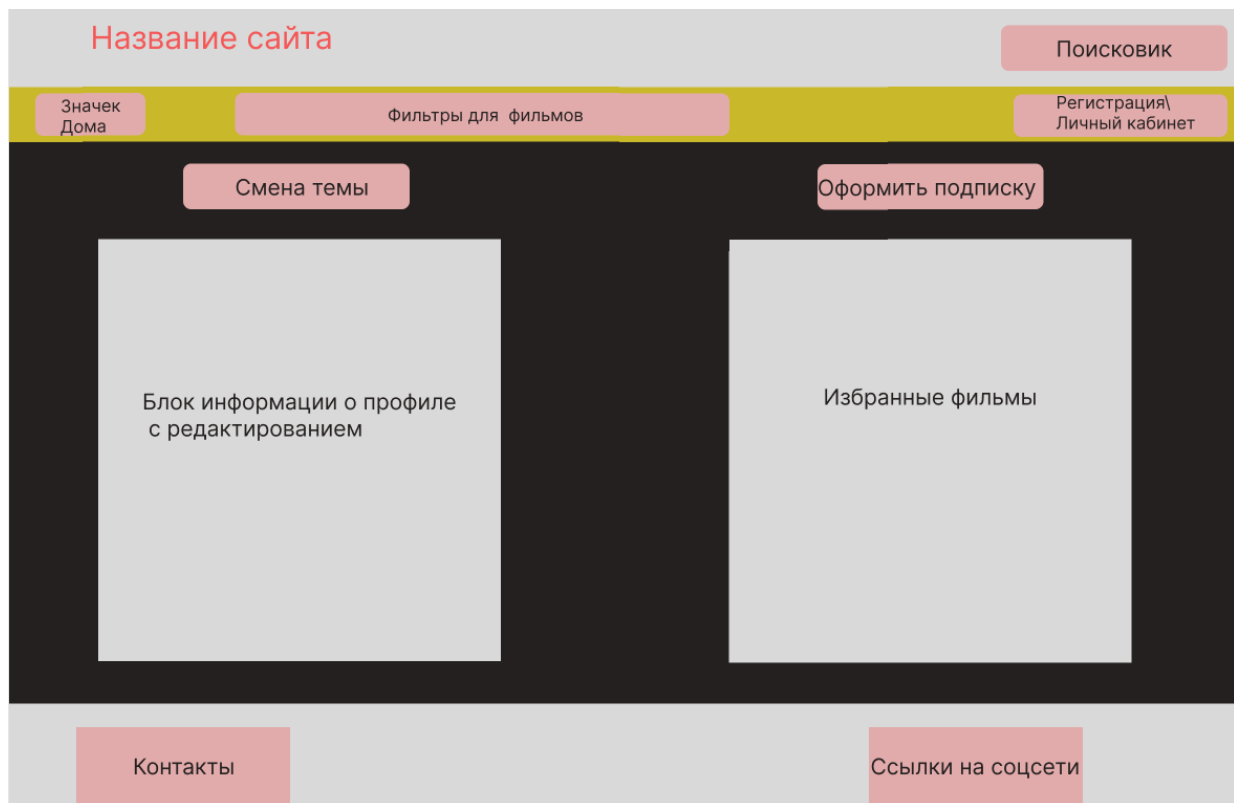 Название сайта
Поисковик
Значек
Дома
Фильтры для фильмов
Регистрация\
Личный кабинет
Смена темы
Оформить подписку
Блок информации о профиле
с редактированием
Избранные фильмы
Контакты
Ссылки на соцсети